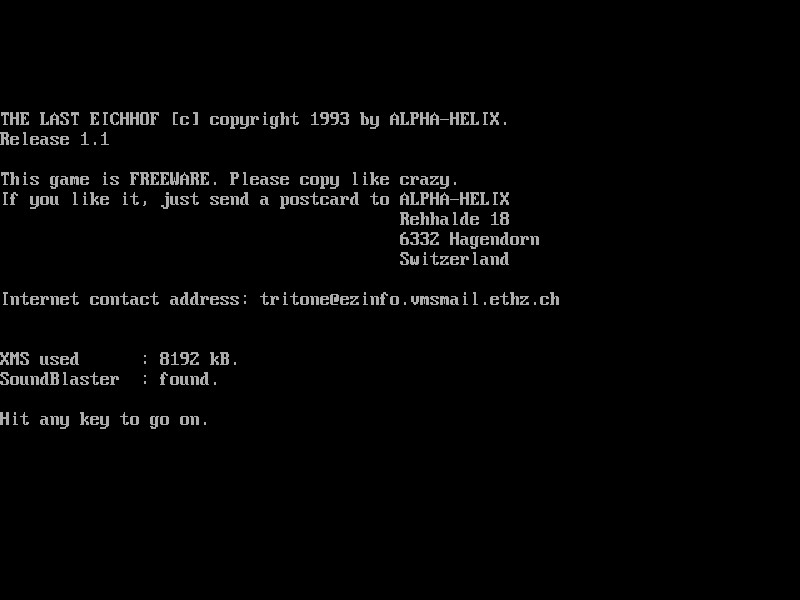 THE LAST EICHHOF [c] copyright 1993 by ALPHA-HELIX.
Release 1.1
This game is FREEWARE. Please copy like crazy.
If you like it, just send a postcard to ALPHA-HELIX
Rehhalde 18
6332 Hagendorn
Switzerland
Internet contact address: tritone@ezinfo.vmsmail.ethz.ch
XMS used : 8192 kB.
SoundBlaster : found.
Hit any key to go on.